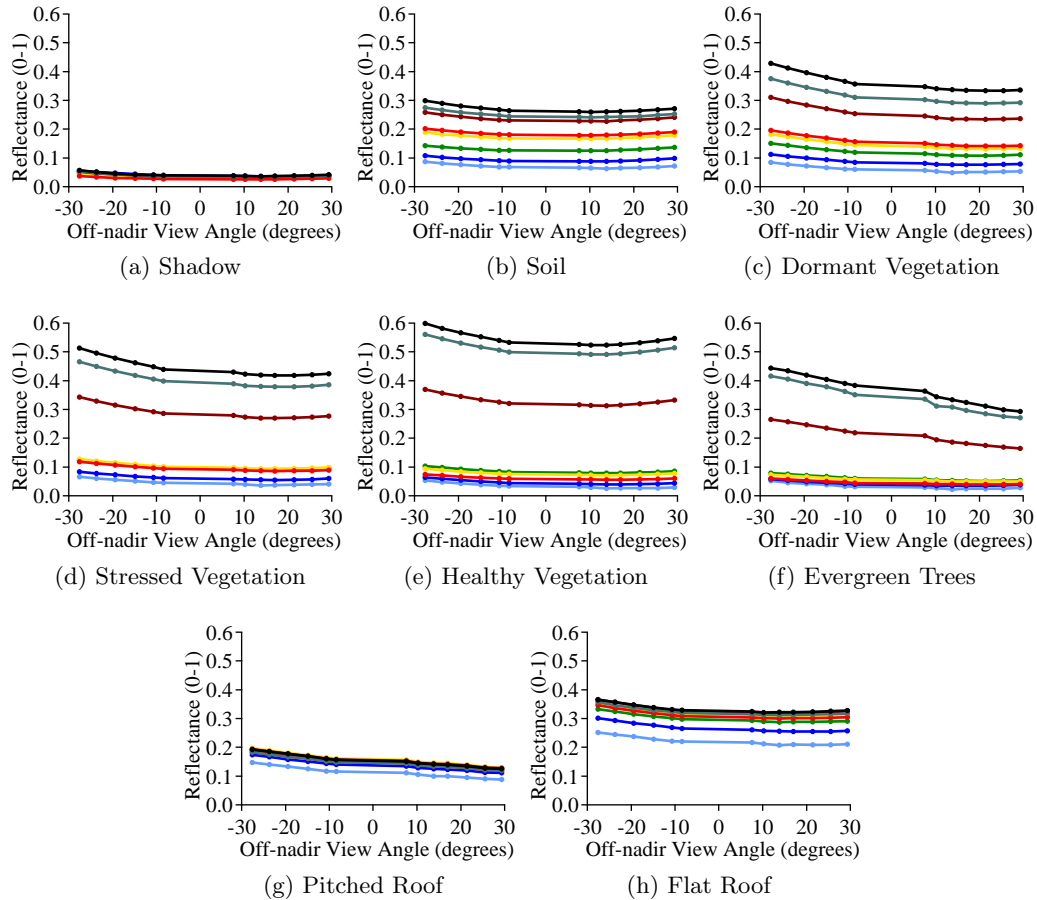 Reflectance (0-1)
0.6
0.5
0.4
0.3
0.2
0.1
0.0
-30 -20 -10 0 10 20 30
Off-nadir View Angle (degrees)
(a) Shadow
Reflectance (0-1)
0.6
0.5
0.4
0.3
0.2
0.1
0.0
-30 -20 -10 0 10 20 30
Off-nadir View Angle (degrees)
(b) Soil
Reflectance (0-1)
0.6
0.5
0.4
0.3
0.2
0.1
0.0
-30 -20 -10 0 10 20 30
Off-nadir View Angle (degrees)
(c) Dormant Vegetation
Reflectance (0-1)
0.6
0.5
0.4
0.3
0.2
0.1
0.0
-30 -20 -10 0 10 20 30
Off-nadir View Angle (degrees)
(d) Stressed Vegetation
Reflectance (0-1)
0.6
0.5
0.4
0.3
0.2
0.1
0.0
-30 -20 -10 0 10 20 30
Off-nadir View Angle (degrees)
(e) Healthy Vegetation
Reflectance (0-1)
0.6
0.5
0.4
0.3
0.2
0.1
0.0
-30 -20 -10 0 10 20 30
Off-nadir View Angle (degrees)
(f) Evergreen Trees
Reflectance (0-1)
0.6
0.5
0.4
0.3
0.2
0.1
0.0
-30 -20 -10 0 10 20 30
Off-nadir View Angle (degrees)
(g) Pitched Roof
Reflectance (0-1)
0.6
0.5
0.4
0.3
0.2
0.1
0.0
-30 -20 -10 0 10 20 30
Off-nadir View Angle (degrees)
(h) Flat Roof